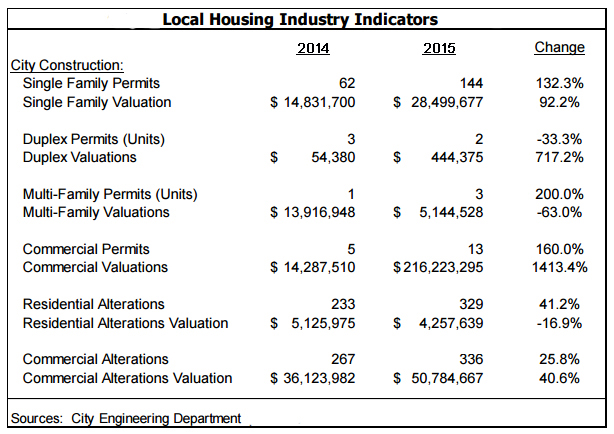 Local Housing Industry Indicators
2014 2015 Change
City Construction:
Single Family Permits 62 144 132.3%
Single Family Valuation $ 14,831,700 $ 28,499,677 92.2%
Duplex Permits (Units) 3 2 -33.3%
Duplex Valuations $ 54,380 $ 444,375 717.2%
Multi-Family Permits (Units) 1 3 200.0%
Multi-Family Valuations $ 13,916,948 $ 5,144,528 -63.0%
Commercial Permits 5 13 160.0%
Commercial Valuations $ 14,287,510 $216,223,295 1413.4%
Residential Alterations 233 329 41.2%
Residential Alterations Valuation $ 5,125,975 $ 4,257,639 -16.9%
Commercial Alterations 267 336 25.8%
Commercial Alterations Valuation $ 36,123,982 $ 50,784,667 40.6%
Sources: City Engineering Department